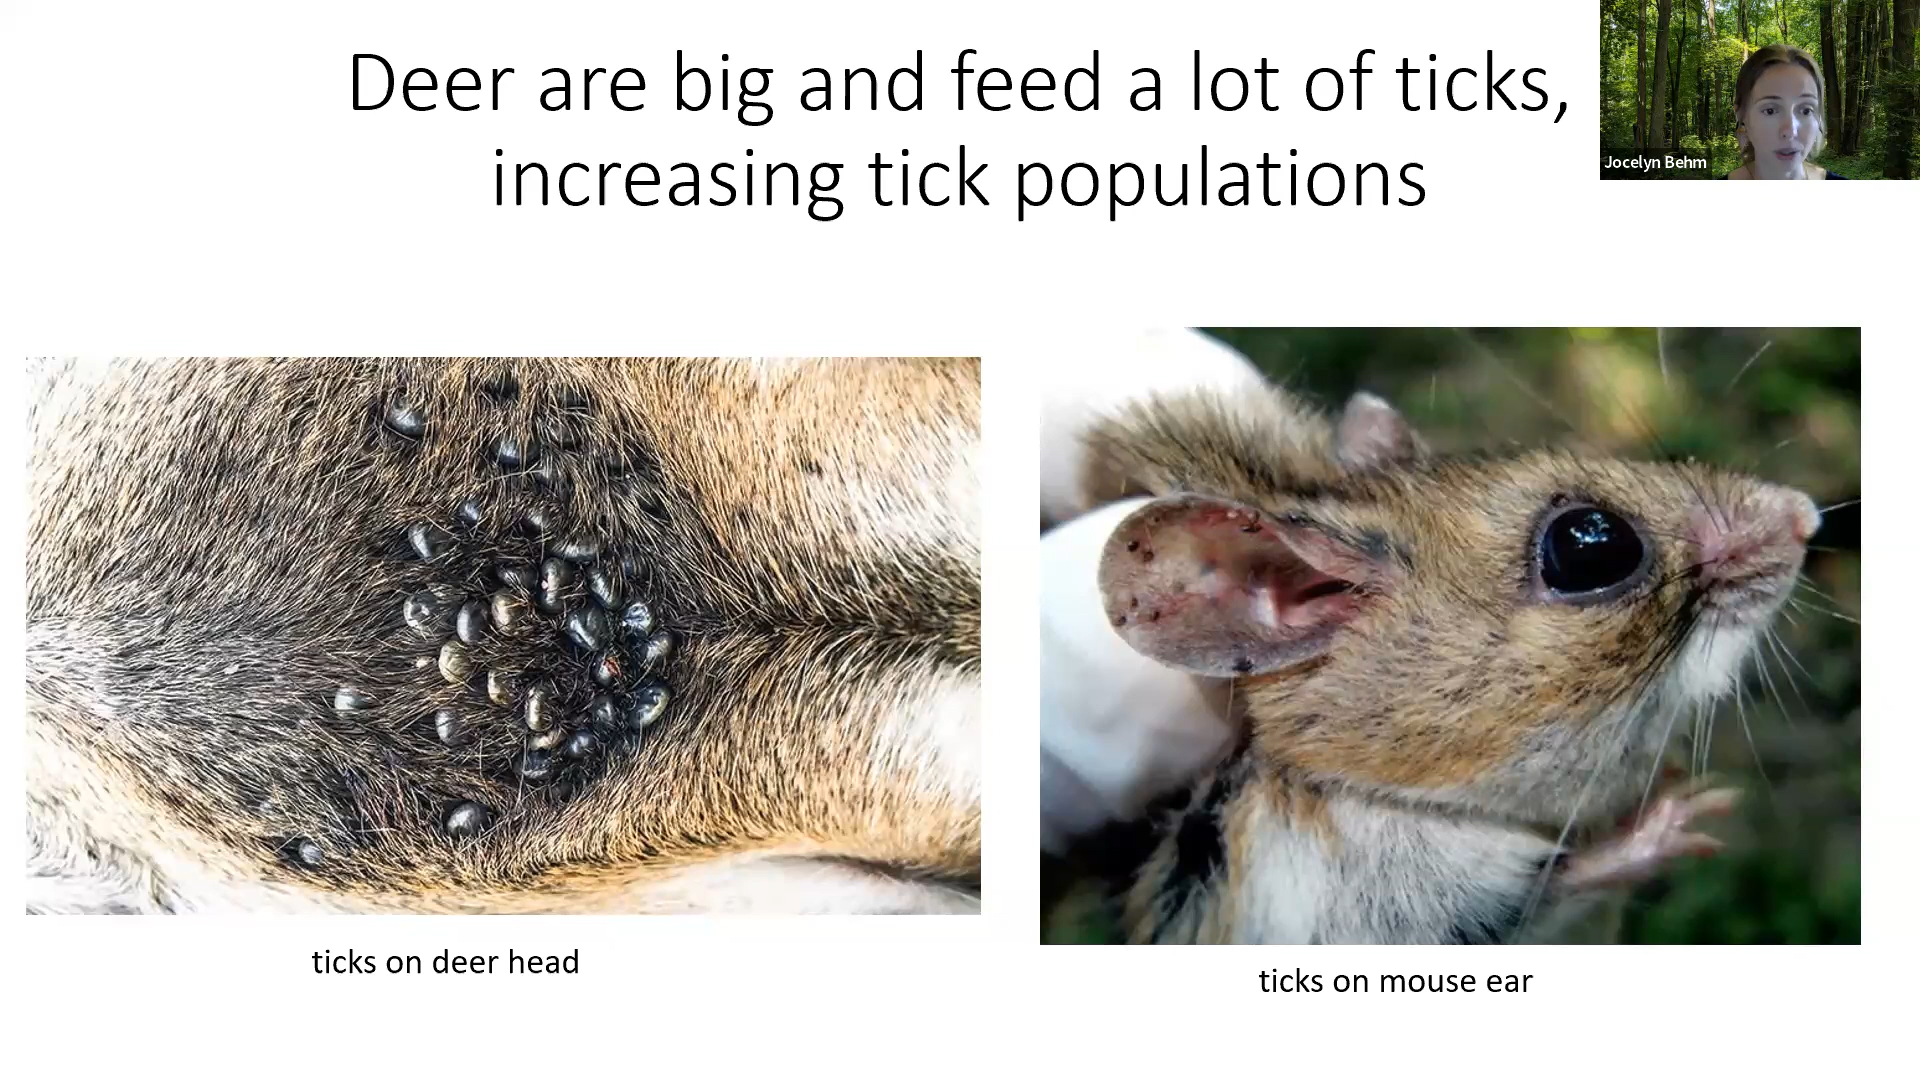 Deer are big and feed a lot of ticks,
increasing tick populations
Jocelyn Behm
ticks on deer head
ticks on mouse ear